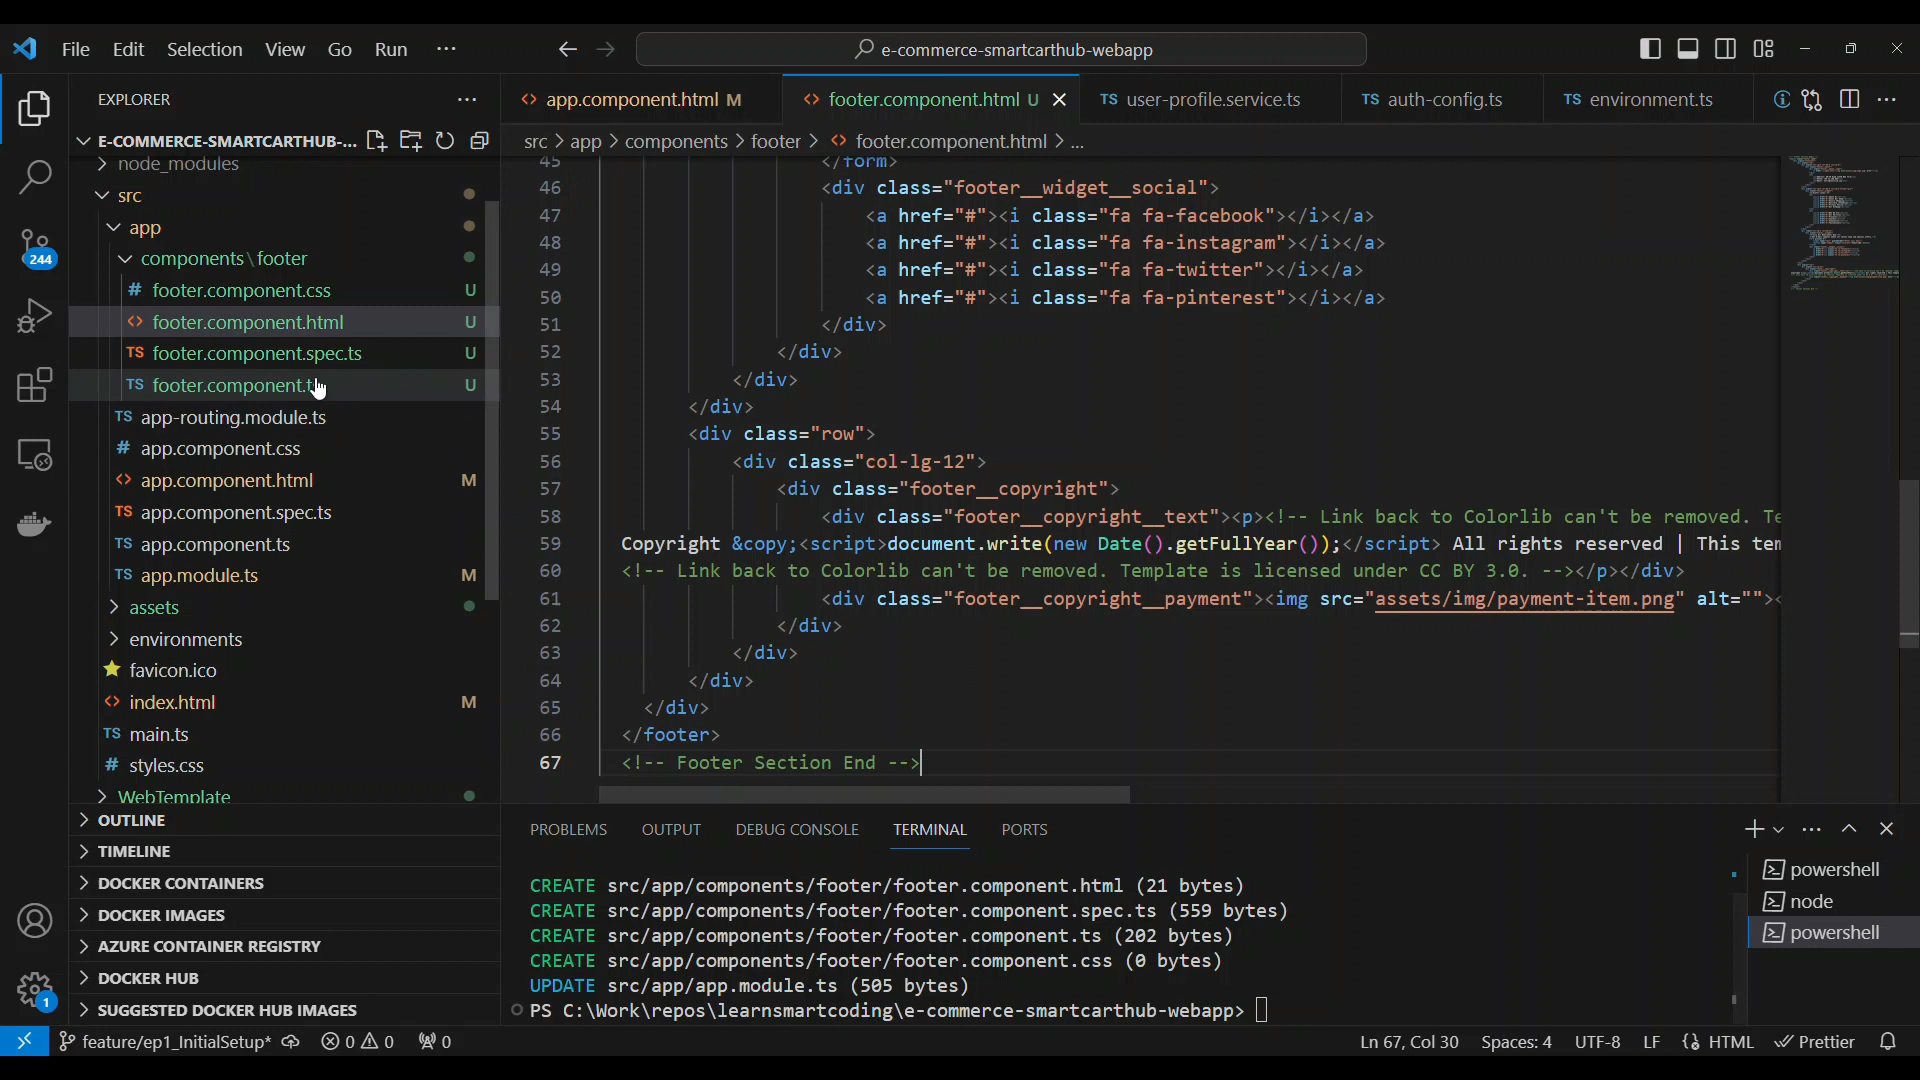 File Edit Selection View Go Run ···
e-commerce-smartcarthub-webapp
EXPLORER ···
app.component.html M
footer.component.html U
TS user-profile.service.ts
TS auth-config.ts
TS environment.ts
E-COMMERCE-SMARTCARTHUB-...
src > app > components > footer > footer.component.html > ...
node_modules
src
app
components\footer
# footer.component.css U
footer.component.html U
TS footer.component.spec.ts U
TS footer.component.t U
TS app-routing.module.ts
# app.component.css
app.component.html M
TS app.component.spec.ts
TS app.component.ts
TS app.module.ts M
assets
environments
favicon.ico
index.html M
TS main.ts
# styles.css
WebTemplate
OUTLINE
TIMELINE
DOCKER CONTAINERS
DOCKER IMAGES
AZURE CONTAINER REGISTRY
DOCKER HUB
SUGGESTED DOCKER HUB IMAGES
244
1
45 </form>
46 <div class="footer__widget__social">
47 <a href="#"><i class="fa fa-facebook"></i></a>
48 <a href="#"><i class="fa fa-instagram"></i></a>
49 <a href="#"><i class="fa fa-twitter"></i></a>
50 <a href="#"><i class="fa fa-pinterest"></i></a>
51 </div>
52 </div>
53 </div>
54 </div>
55 <div class="row">
56 <div class="col-lg-12">
57 <div class="footer__copyright">
58 <div class="footer__copyright__text"><p><!-- Link back to Colorlib can't be removed. Te
59 Copyright &copy;<script>document.write(new Date().getFullYear());</script> All rights reserved | This tem
60 <!-- Link back to Colorlib can't be removed. Template is licensed under CC BY 3.0. --></p></div>
61 <div class="footer__copyright__payment"><img src="assets/img/payment-item.png" alt=""><
62 </div>
63 </div>
64 </div>
65 </div>
66 </footer>
67 <!-- Footer Section End -->
PROBLEMS OUTPUT DEBUG CONSOLE TERMINAL PORTS
CREATE src/app/components/footer/footer.component.html (21 bytes)
CREATE src/app/components/footer/footer.component.spec.ts (559 bytes)
CREATE src/app/components/footer/footer.component.ts (202 bytes)
CREATE src/app/components/footer/footer.component.css (0 bytes)
UPDATE src/app/app.module.ts (505 bytes)
PS C:\Work\repos\learnsmartcoding\e-commerce-smartcarthub-webapp>
powershell
node
powershell
feature/ep1_InitialSetup* 0 0 0
Ln 67, Col 30 Spaces: 4 UTF-8 LF HTML Prettier